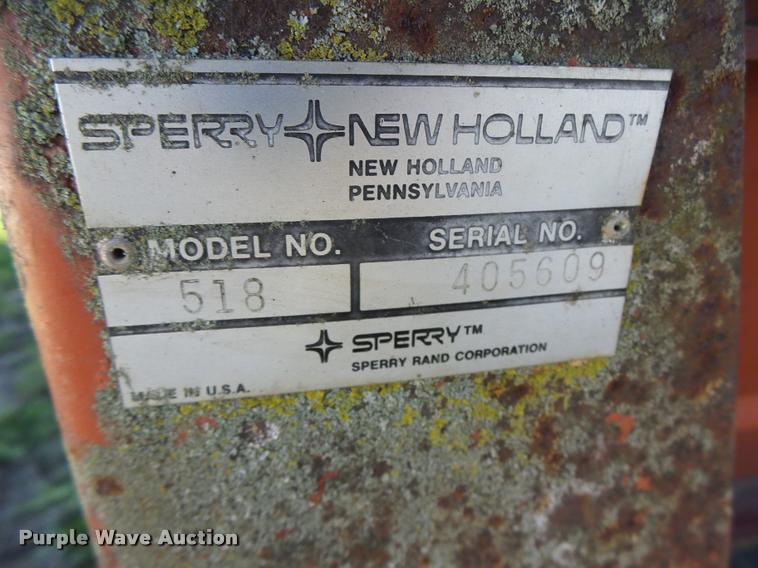 SPERRY NEW HOLLAND™
NEW HOLLAND
PENNSYLVANIA
MODEL NO. SERIAL NO.
518 405609
SPERRY™
SPERRY RAND CORPORATION
MADE IN U.S.A.
Purple Wave Auction